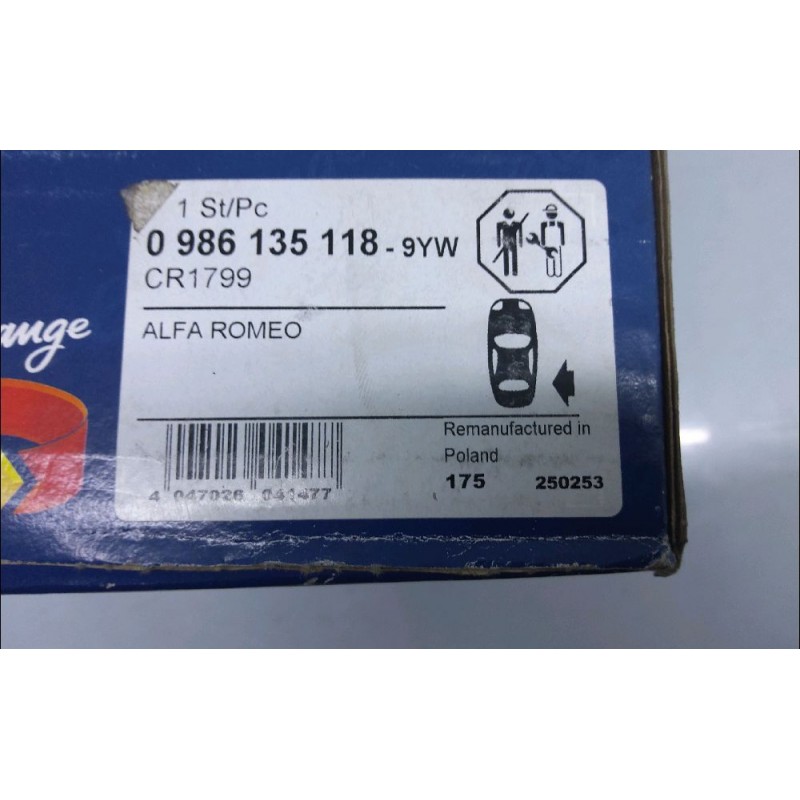 1 St/Pc
0 986 135 118 - 9YW
CR1799
ALFA ROMEO
Remanufactured in
Poland
175 250253
4 047026 041477